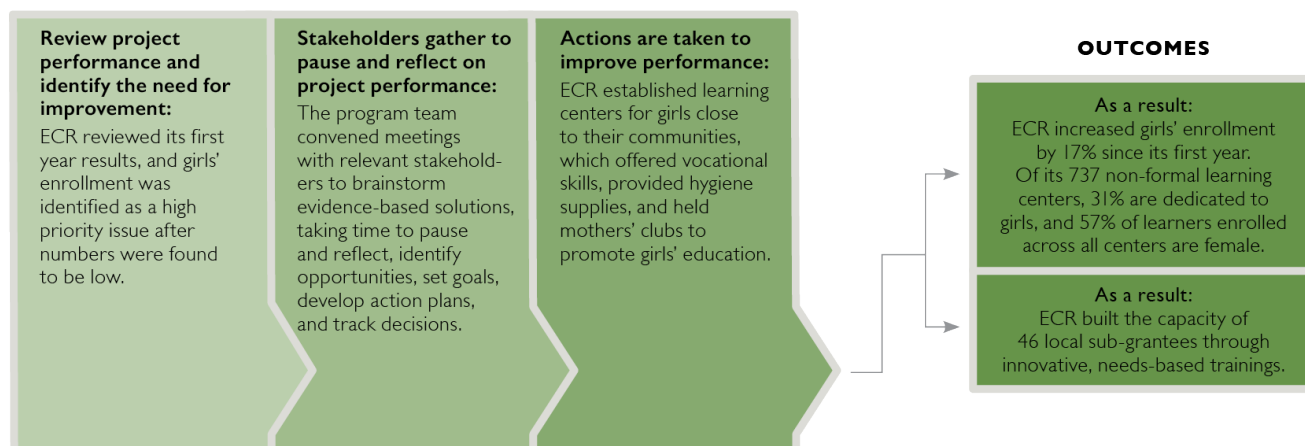 Review project
performance and
identify the need for
improvement:
ECR reviewed its first
year results, and girls’
enrollment was
identified as a high
priority issue after
numbers were found
to be low.
Stakeholders gather to
pause and reflect on
project performance:
The program team
convened meetings
with relevant stakehold-
ers to brainstorm
evidence-based solutions,
taking time to pause
and reflect, identify
opportunities, set goals,
develop action plans,
and track decisions.
Actions are taken to
improve performance:
ECR established learning
centers for girls close
to their communities,
which offered vocational
skills, provided hygiene
supplies, and held
mothers’ clubs to
promote girls’ education.
OUTCOMES
As a result:
ECR increased girls’ enrollment
by 17% since its first year.
Of its 737 non-formal learning
centers, 31% are dedicated to
girls, and 57% of learners enrolled
across all centers are female.
As a result:
ECR built the capacity of
46 local sub-grantees through
innovative, needs-based trainings.